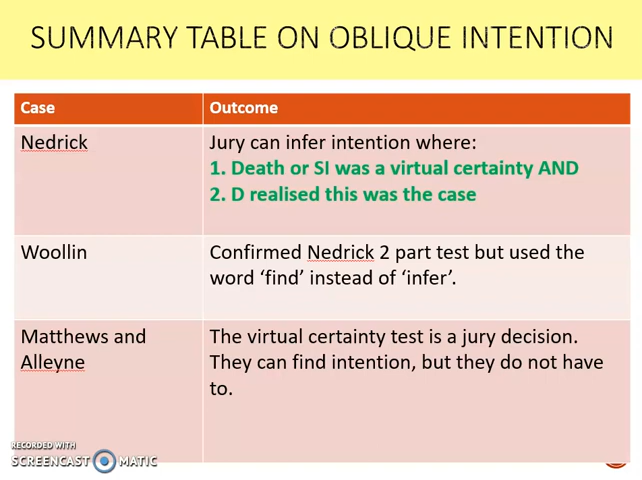 SUMMARY TABLE ON OBLIQUE INTENTION
Case
Outcome
Nedrick
Jury can infer intention where:
1. Death or SI was a virtual certainty AND
2. D realised this was the case
Woollin
Confirmed Nedrick 2 part test but used the
word ‘find’ instead of ‘infer’.
Matthews and
Alleyne
The virtual certainty test is a jury decision.
They can find intention, but they do not have
to.
RECORDED WITH
SCREENCAST MATIC